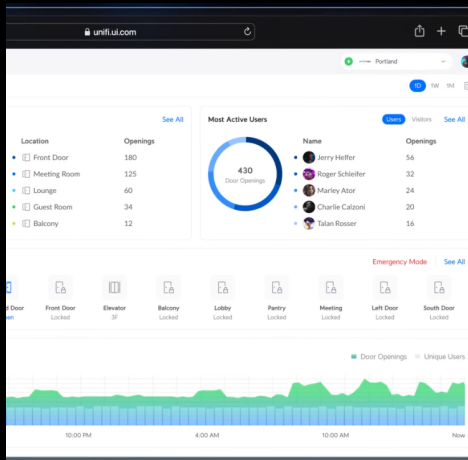 unifi.ui.com
Portland
1D 1W 1M
See All
Most Active Users
Users Visitors See All
Location Openings
Front Door 180
Meeting Room 125
Lounge 60
Guest Room 34
Balcony 12
430
Door Openings
Name Openings
Jerry Helfer 56
Roger Schleifer 32
Marley Ator 24
Charlie Calzoni 20
Talan Rosser 16
Emergency Mode See All
d Door Front Door Elevator Balcony Lobby Pantry Meeting Left Door South Door
Locked 3F Locked Locked Locked Locked Locked Locked
Door Openings Unique Users
10:00 PM 4:00 AM 10:00 AM Now